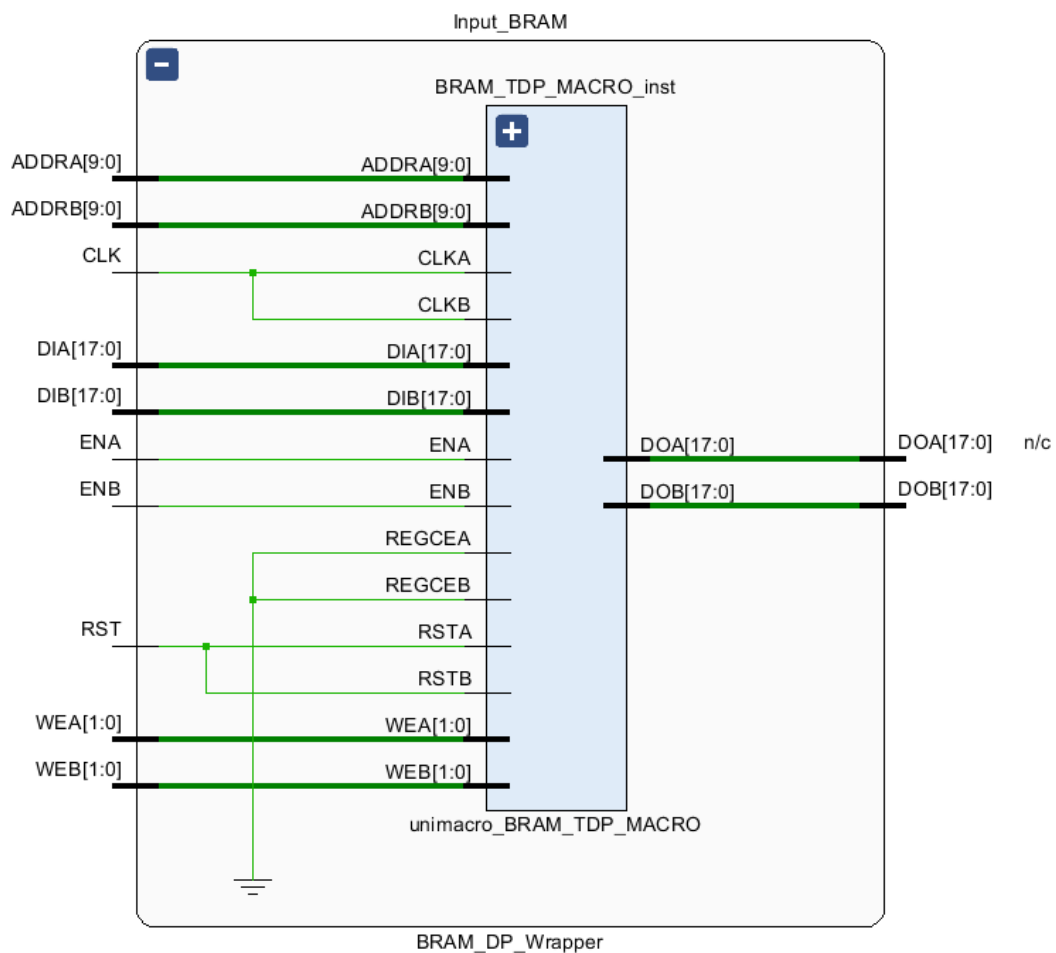 Input_BRAM
BRAM_TDP_MACRO_inst
ADDRA[9:0] ADDRA[9:0]
ADDRB[9:0] ADDRB[9:0]
CLK CLKA
CLKB
DIA[17:0] DIA[17:0]
DIB[17:0] DIB[17:0]
ENA ENA DOA[17:0] DOA[17:0] n/c
ENB ENB DOB[17:0] DOB[17:0]
REGCEA
REGCEB
RST RSTA
RSTB
WEA[1:0] WEA[1:0]
WEB[1:0] WEB[1:0]
unimacro_BRAM_TDP_MACRO
BRAM_DP_Wrapper